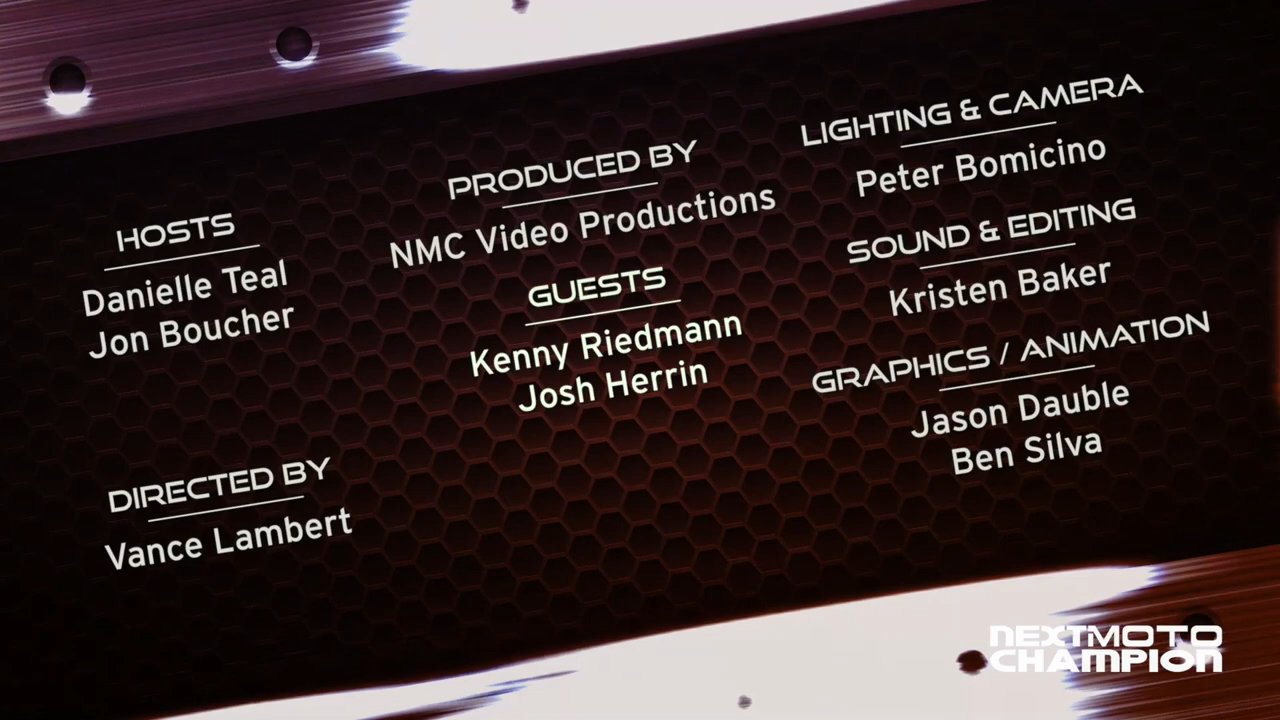 HOSTS
Danielle Teal
Jon Boucher
DIRECTED BY
Vance Lambert
PRODUCED BY
NMC Video Productions
GUESTS
Kenny Riedmann
Josh Herrin
LIGHTING & CAMERA
Peter Bomicino
SOUND & EDITING
Kristen Baker
GRAPHICS / ANIMATION
Jason Dauble
Ben Silva
NEXTMOTO
CHAMPION